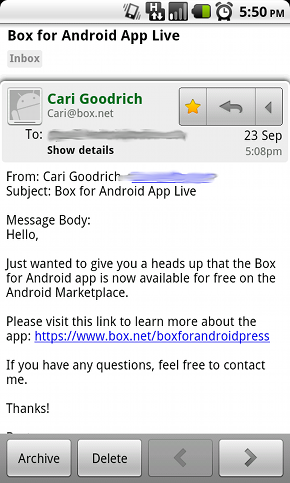 5:50 PM
Box for Android App Live
Inbox
Cari Goodrich
Cari@box.net
To:
23 Sep
Show details
5:08pm
From: Cari Goodrich
Subject: Box for Android App Live
Message Body:
Hello,
Just wanted to give you a heads up that the Box
for Android app is now available for free on the
Android Marketplace.
Please visit this link to learn more about the
app: https://www.box.net/boxforandroidpress
If you have any questions, feel free to contact
me.
Thanks!
Archive
Delete